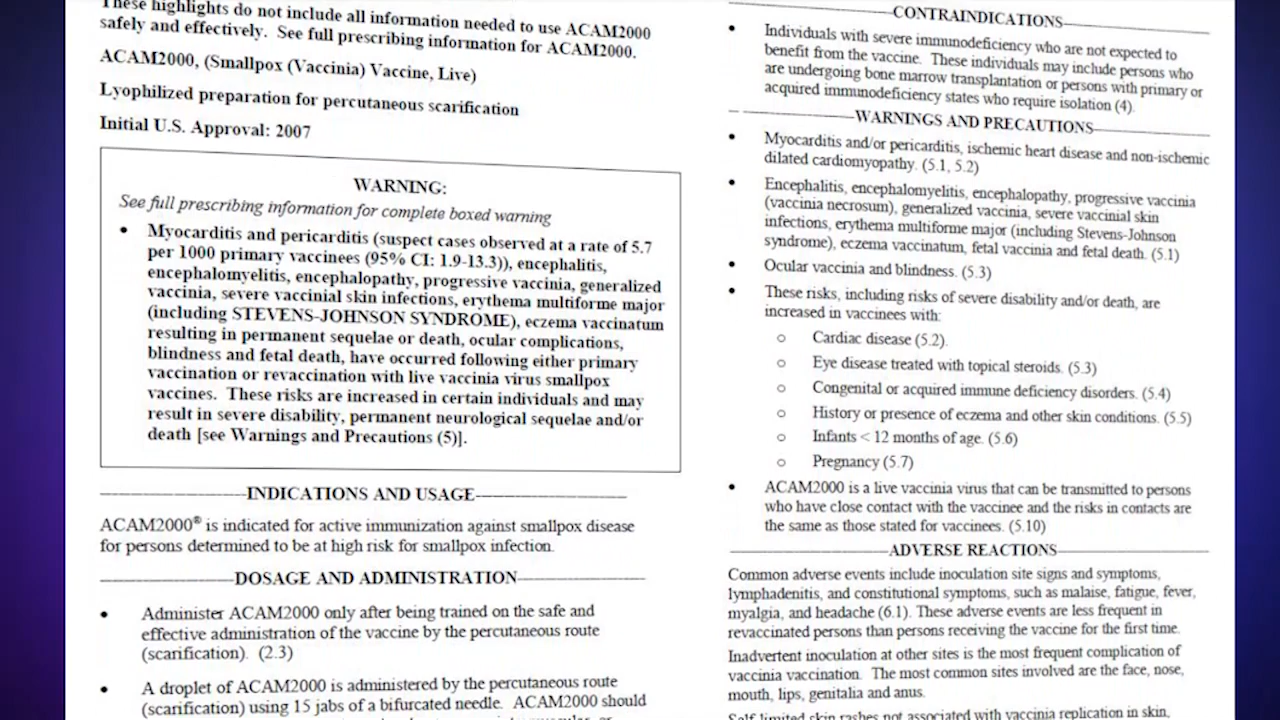 These highlights do not include all information needed to use ACAM2000
safely and effectively. See full prescribing information for ACAM2000.
ACAM2000, (Smallpox (Vaccinia) Vaccine, Live)
Lyophilized preparation for percutaneous scarification
Initial U.S. Approval: 2007
WARNING:
See full prescribing information for complete boxed warning
• Myocarditis and pericarditis (suspect cases observed at a rate of 5.7
per 1000 primary vaccinees (95% CI: 1.9-13.3)), encephalitis,
encephalomyelitis, encephalopathy, progressive vaccinia, generalized
vaccinia, severe vaccinial skin infections, erythema multiforme major
(including STEVENS-JOHNSON SYNDROME), eczema vaccinatum
resulting in permanent sequelae or death, ocular complications,
blindness and fetal death, have occurred following either primary
vaccination or revaccination with live vaccinia virus smallpox
vaccines. These risks are increased in certain individuals and may
result in severe disability, permanent neurological sequelae and/or
death [see Warnings and Precautions (5)].
INDICATIONS AND USAGE
ACAM2000® is indicated for active immunization against smallpox disease
for persons determined to be at high risk for smallpox infection.
DOSAGE AND ADMINISTRATION
• Administer ACAM2000 only after being trained on the safe and
effective administration of the vaccine by the percutaneous route
(scarification). (2.3)
• A droplet of ACAM2000 is administered by the percutaneous route
(scarification) using 15 jabs of a bifurcated needle. ACAM2000 should
CONTRAINDICATIONS
• Individuals with severe immunodeficiency who are not expected to
benefit from the vaccine. These individuals may include persons who
are undergoing bone marrow transplantation or persons with primary or
acquired immunodeficiency states who require isolation (4).
WARNINGS AND PRECAUTIONS
• Myocarditis and/or pericarditis, ischemic heart disease and non-ischemic
dilated cardiomyopathy. (5.1, 5.2)
• Encephalitis, encephalomyelitis, encephalopathy, progressive vaccinia
(vaccinia necrosum), generalized vaccinia, severe vaccinial skin
infections, erythema multiforme major (including Stevens-Johnson
syndrome), eczema vaccinatum, fetal vaccinia and fetal death. (5.1)
• Ocular vaccinia and blindness. (5.3)
• These risks, including risks of severe disability and/or death, are
increased in vaccinees with:
o Cardiac disease (5.2).
o Eye disease treated with topical steroids. (5.3)
o Congenital or acquired immune deficiency disorders. (5.4)
o History or presence of eczema and other skin conditions. (5.5)
o Infants < 12 months of age. (5.6)
o Pregnancy (5.7)
• ACAM2000 is a live vaccinia virus that can be transmitted to persons
who have close contact with the vaccinee and the risks in contacts are
the same as those stated for vaccinees. (5.10)
ADVERSE REACTIONS
Common adverse events include inoculation site signs and symptoms,
lymphadenitis, and constitutional symptoms, such as malaise, fatigue, fever,
myalgia, and headache (6.1). These adverse events are less frequent in
revaccinated persons than persons receiving the vaccine for the first time.
Inadvertent inoculation at other sites is the most frequent complication of
vaccinia vaccination. The most common sites involved are the face, nose,
mouth, lips, genitalia and anus.
Self limited skin rashes not associated with vaccinia replication in skin,